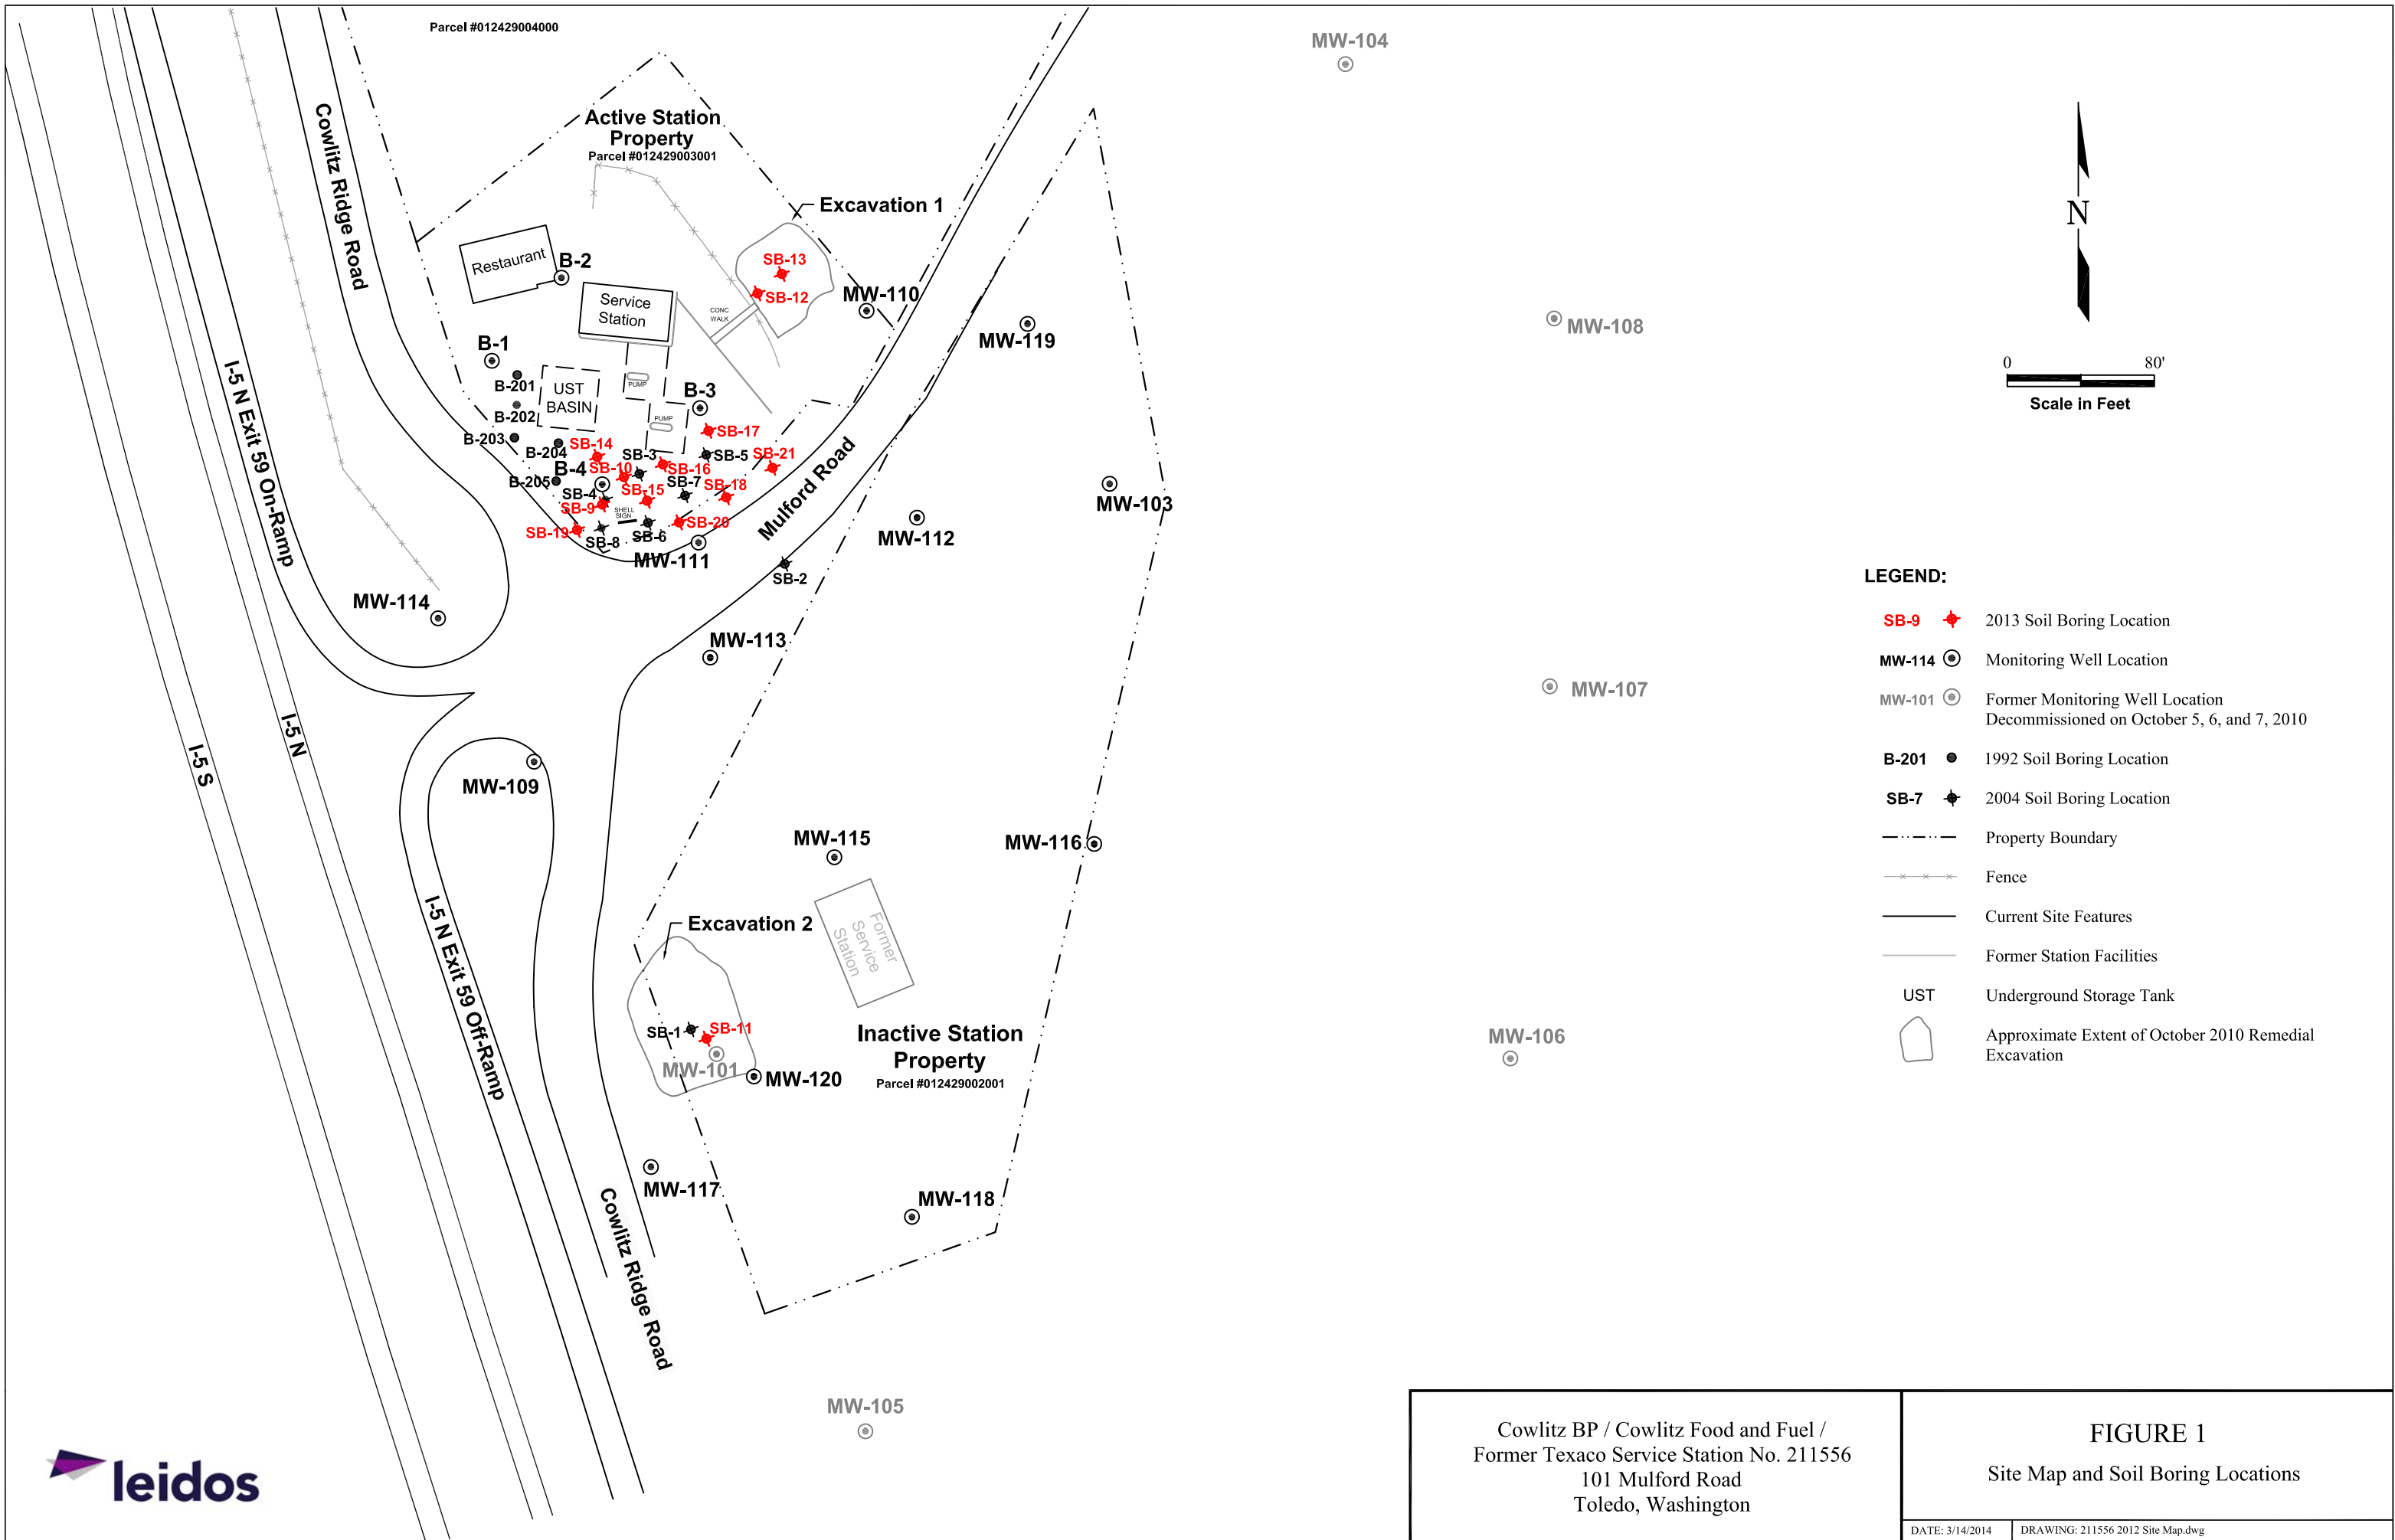 Parcel #012429004000
MW-104
Active Station
Property
Parcel #012429003001
Cowlitz Ridge Road
Excavation 1
Restaurant
B-2
SB-13
SB-12
MW-110
Service
Station
CONC
WALK
MW-119
MW-108
N
0 80'
Scale in Feet
B-1
B-201
UST
BASIN
PUMP
B-3
B-202
PUMP
SB-17
B-203
B-204
SB-14
SB-3
SB-5
SB-21
B-4
SB-10
SB-16
B-205
SB-7
SB-18
SB-4
SB-15
SB-9
SHELL
SIGN
SB-20
SB-19
SB-8
SB-6
MW-111
Mulford Road
MW-103
MW-112
SB-2
I-5 N Exit 59 On-Ramp
MW-114
MW-113
MW-107
I-5 N
I-5 S
MW-109
MW-115
MW-116
Excavation 2
Former
Service
Station
I-5 N Exit 59 Off-Ramp
SB-1
SB-11
MW-101
MW-120
Inactive Station
Property
Parcel #012429002001
MW-106
MW-117
MW-118
Cowlitz Ridge Road
MW-105
LEGEND:
SB-9 2013 Soil Boring Location
MW-114 Monitoring Well Location
MW-101 Former Monitoring Well Location
Decommissioned on October 5, 6, and 7, 2010
B-201 1992 Soil Boring Location
SB-7 2004 Soil Boring Location
Property Boundary
Fence
Current Site Features
Former Station Facilities
UST Underground Storage Tank
Approximate Extent of October 2010 Remedial
Excavation
leidos
Cowlitz BP / Cowlitz Food and Fuel /
Former Texaco Service Station No. 211556
101 Mulford Road
Toledo, Washington
FIGURE 1
Site Map and Soil Boring Locations
DATE: 3/14/2014
DRAWING: 211556 2012 Site Map.dwg